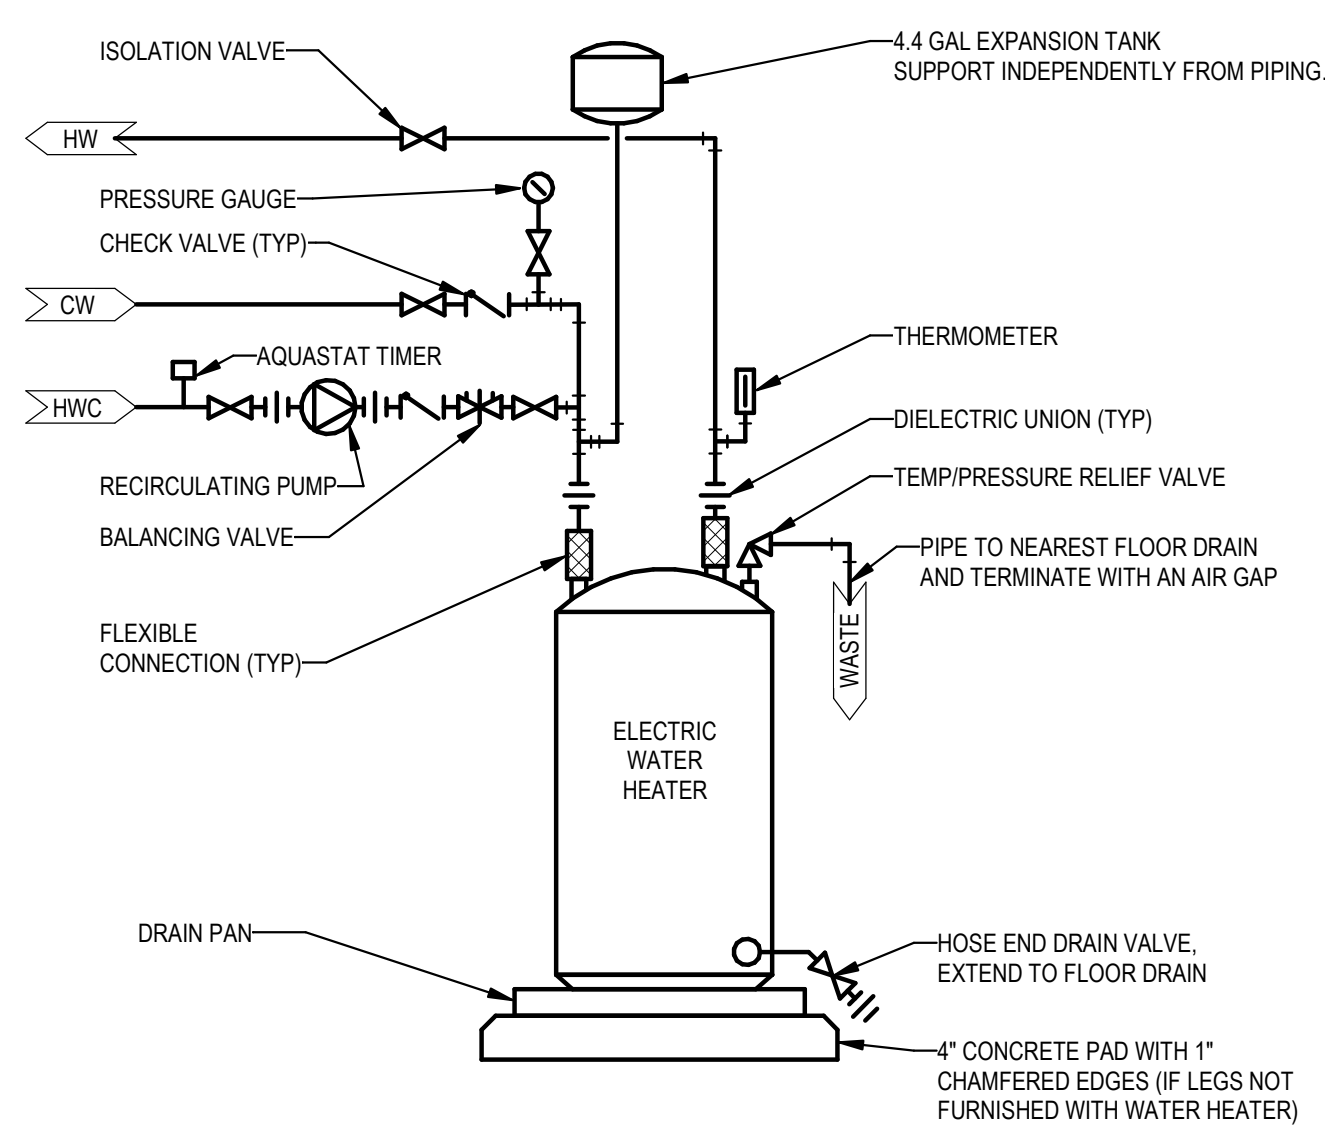 ISOLATION VALVE
4.4 GAL EXPANSION TANK
SUPPORT INDEPENDENTLY FROM PIPING.
HW
PRESSURE GAUGE
CHECK VALVE (TYP)
CW
AQUASTAT TIMER
THERMOMETER
HWC
DIELECTRIC UNION (TYP)
RECIRCULATING PUMP
TEMP/PRESSURE RELIEF VALVE
BALANCING VALVE
PIPE TO NEAREST FLOOR DRAIN
AND TERMINATE WITH AN AIR GAP
FLEXIBLE
CONNECTION (TYP)
WASTE
ELECTRIC
WATER
HEATER
DRAIN PAN
HOSE END DRAIN VALVE,
EXTEND TO FLOOR DRAIN
4" CONCRETE PAD WITH 1"
CHAMFERED EDGES (IF LEGS NOT
FURNISHED WITH WATER HEATER)